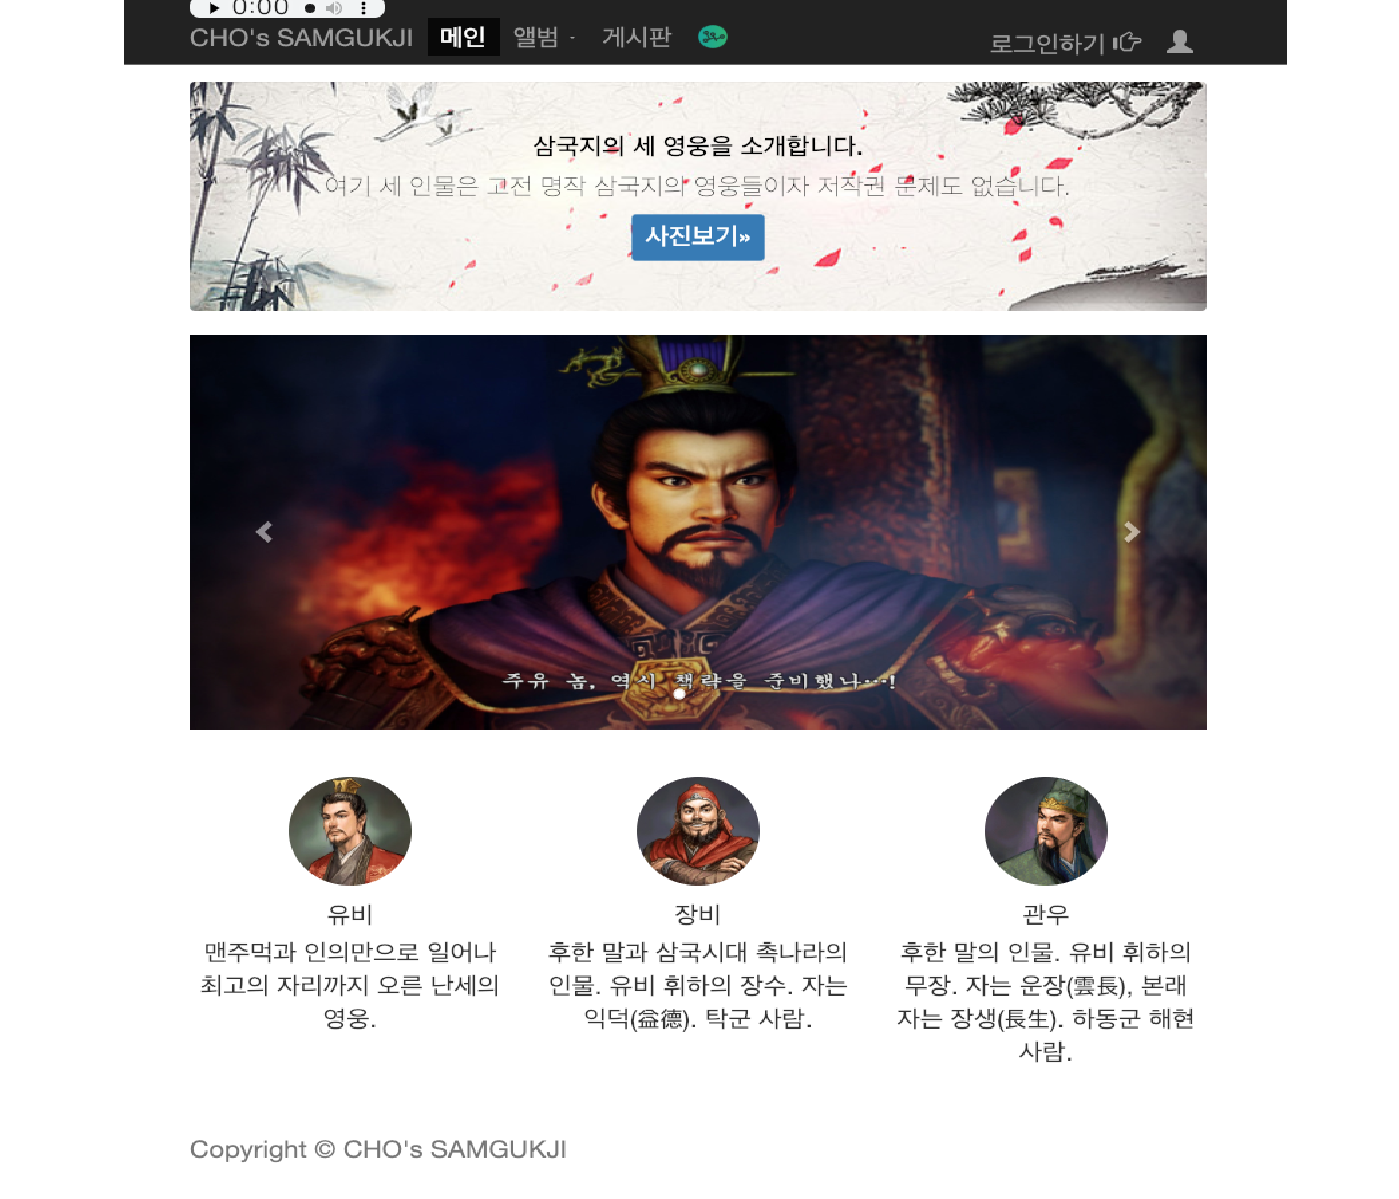 0:00
CHO's SAMGUKJI 메인 앨범 게시판
로그인하기
삼국지의 세 영웅을 소개합니다.
여기 세 인물은 고전 명작 삼국지의 영웅들이자 저작권 문제도 없습니다.
사진보기»
주유 놈, 역시 책략을 준비했나…!
유비
맨주먹과 인의만으로 일어나
최고의 자리까지 오른 난세의
영웅.
장비
후한 말과 삼국시대 촉나라의
인물. 유비 휘하의 장수. 자는
익덕(益德). 탁군 사람.
관우
후한 말의 인물. 유비 휘하의
무장. 자는 운장(雲長), 본래
자는 장생(長生). 하동군 해현
사람.
Copyright © CHO's SAMGUKJI